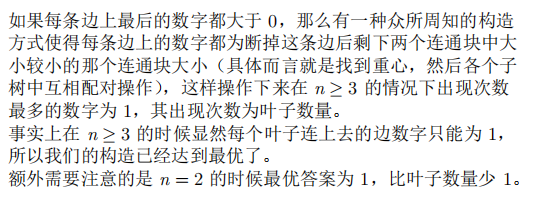 如果每条边上最后的数字都大于 0，那么有一种众所周知的构造
方式使得每条边上的数字都为断掉这条边后剩下两个连通块中大
小较小的那个连通块大小（具体而言就是找到重心，然后各个子
树中互相配对操作），这样操作下来在 n ≥ 3 的情况下出现次数
最多的数字为 1，其出现次数为叶子数量。
事实上在 n ≥ 3 的时候显然每个叶子连上去的边数字只能为 1，
所以我们的构造已经达到最优了。
额外需要注意的是 n = 2 的时候最优答案为 1，比叶子数量少 1。